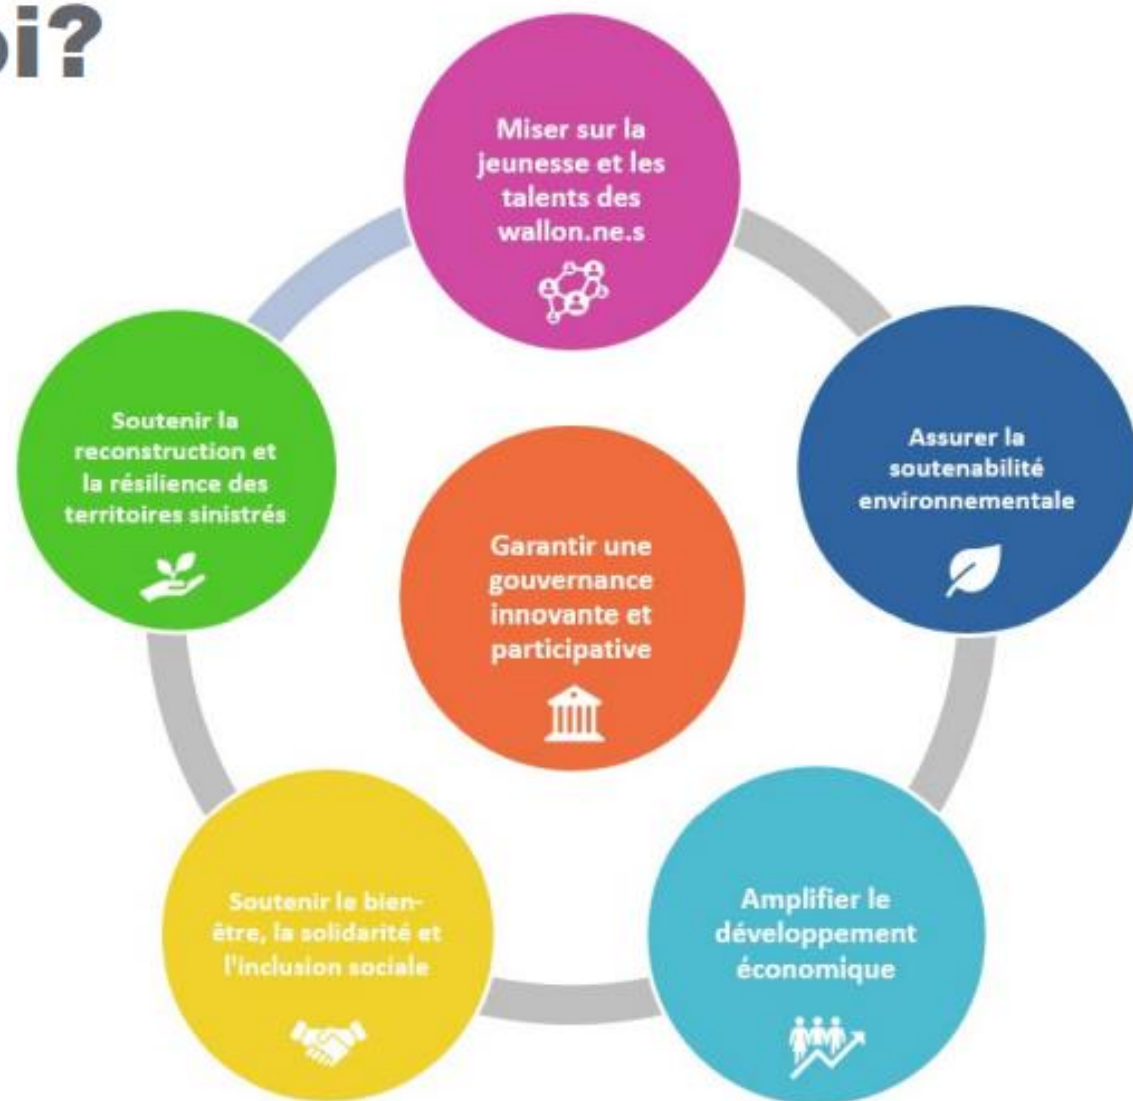 oi?
Miser sur la
jeunesse et les
talents des
wallon.ne.s
Assurer la
soutenabilité
environnementale
Amplifier le
développement
économique
Soutenir le bien-
être, la solidarité et
l'inclusion sociale
Soutenir la
reconstruction et
la résilience des
territoires sinistrés
Garantir une
gouvernance
innovante et
participative